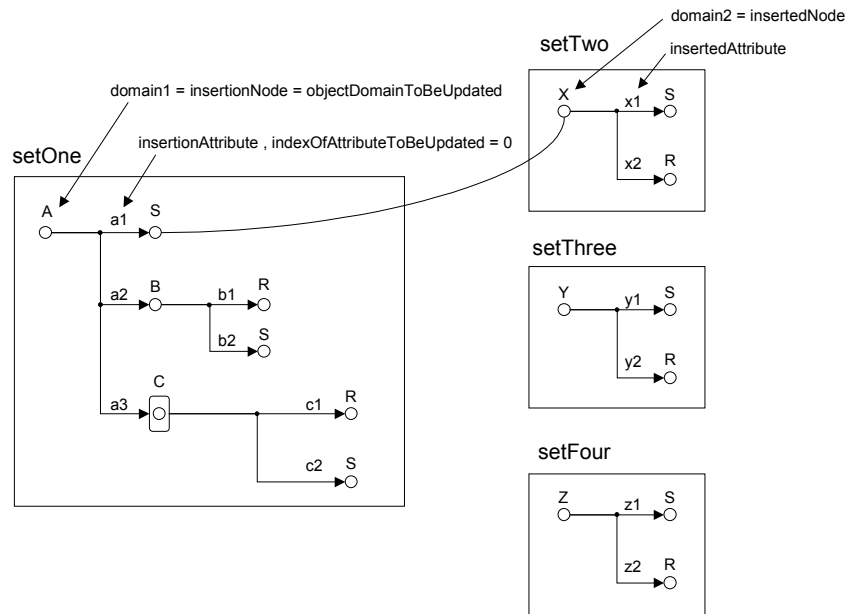 domain2 = insertedNode
setTwo
insertedAttribute
domain1 = insertionNode = objectDomainToBeUpdated
X
x1
S
insertionAttribute , indexOfAttributeToBeUpdated = 0
setOne
x2
R
A
a1
S
setThree
a2
B
b1
R
Y
y1
S
b2
S
y2
R
a3
C
c1
R
setFour
c2
S
Z
z1
S
z2
R